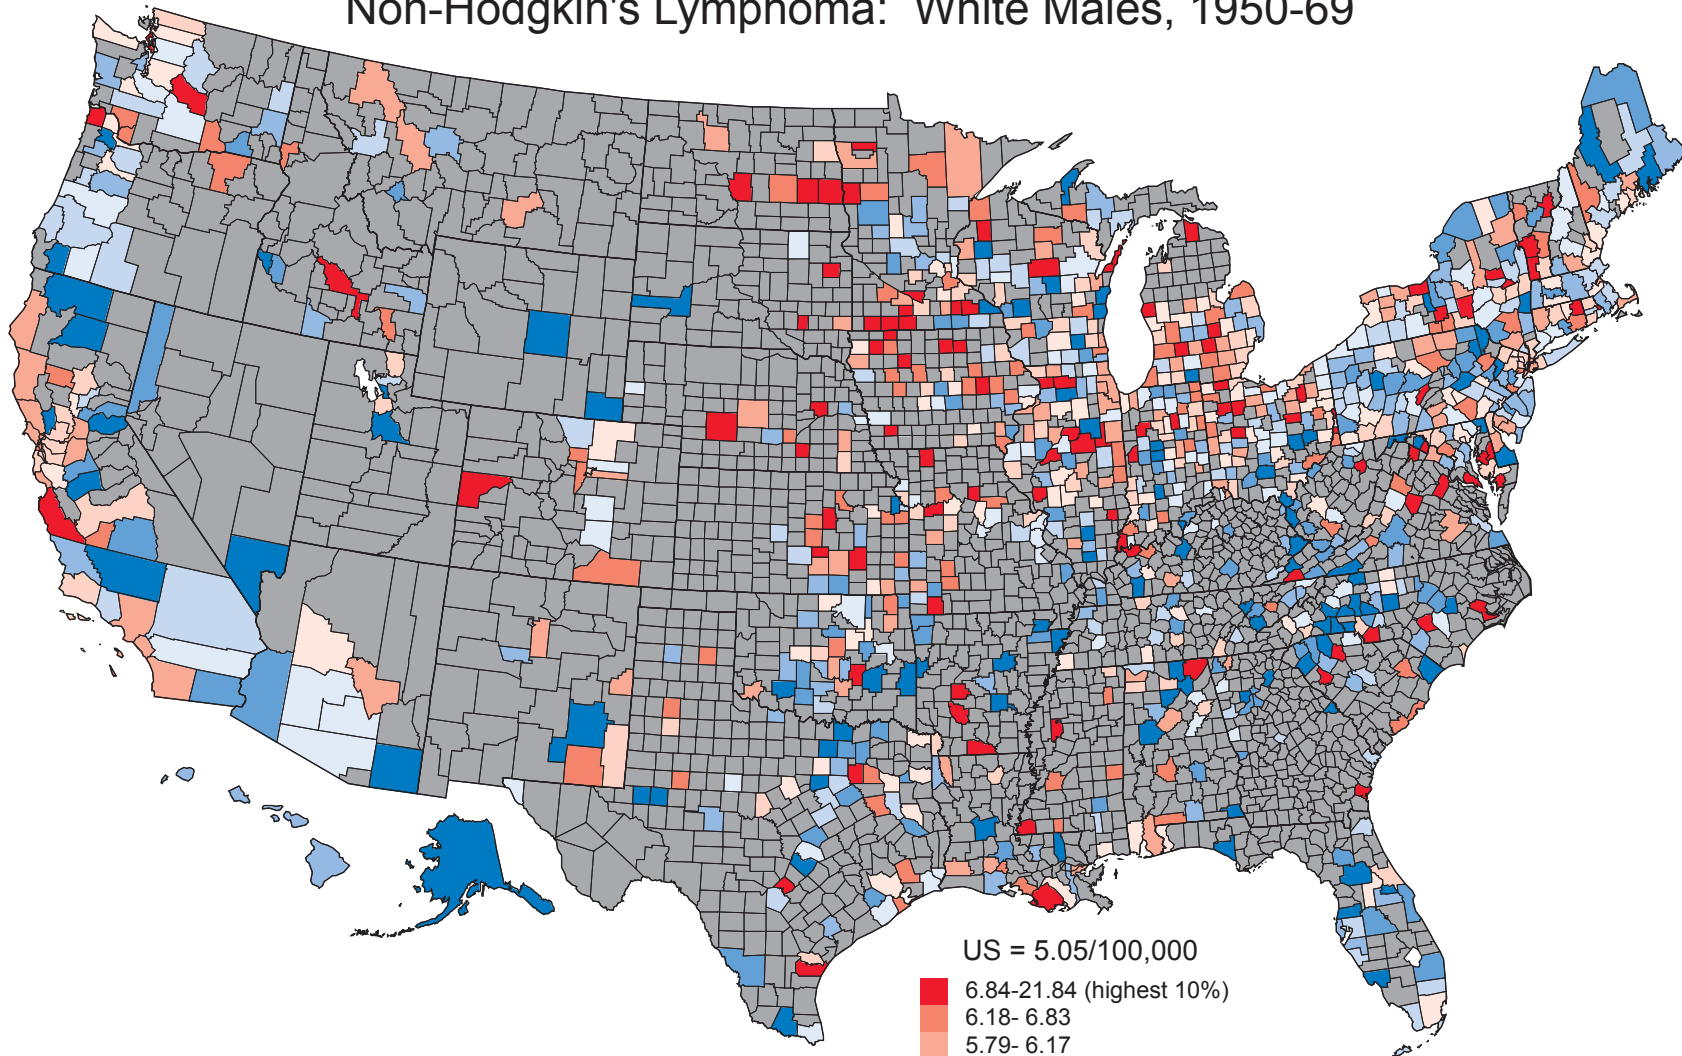 Non-Hodgkin's Lymphoma: White Males, 1950-69
US = 5.05/100,000
6.84-21.84 (highest 10%)
6.18- 6.83
5.79- 6.17